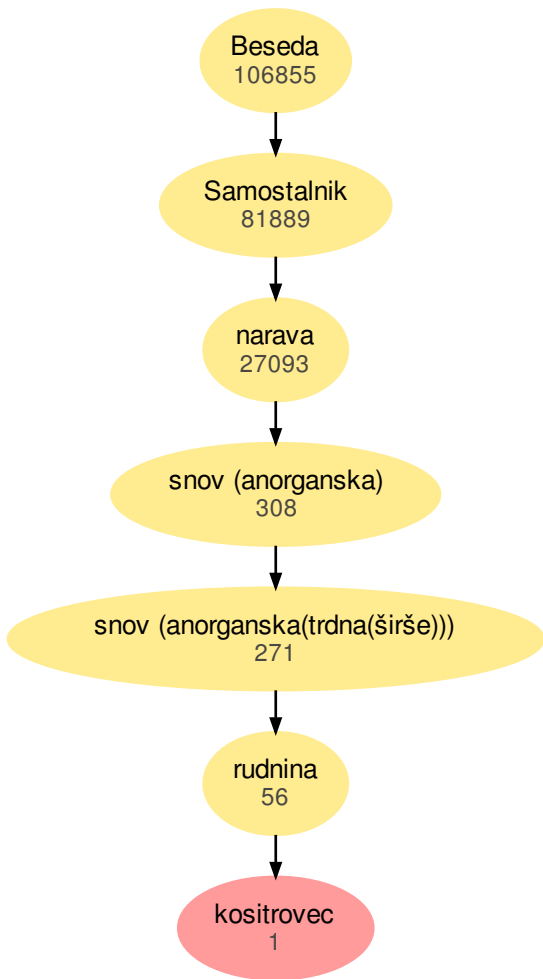 Beseda
106855
Samostalnik
81889
narava
27093
snov (anorganska)
308
snov (anorganska(trdna(širše)))
271
rudnina
56
kositrovec
1